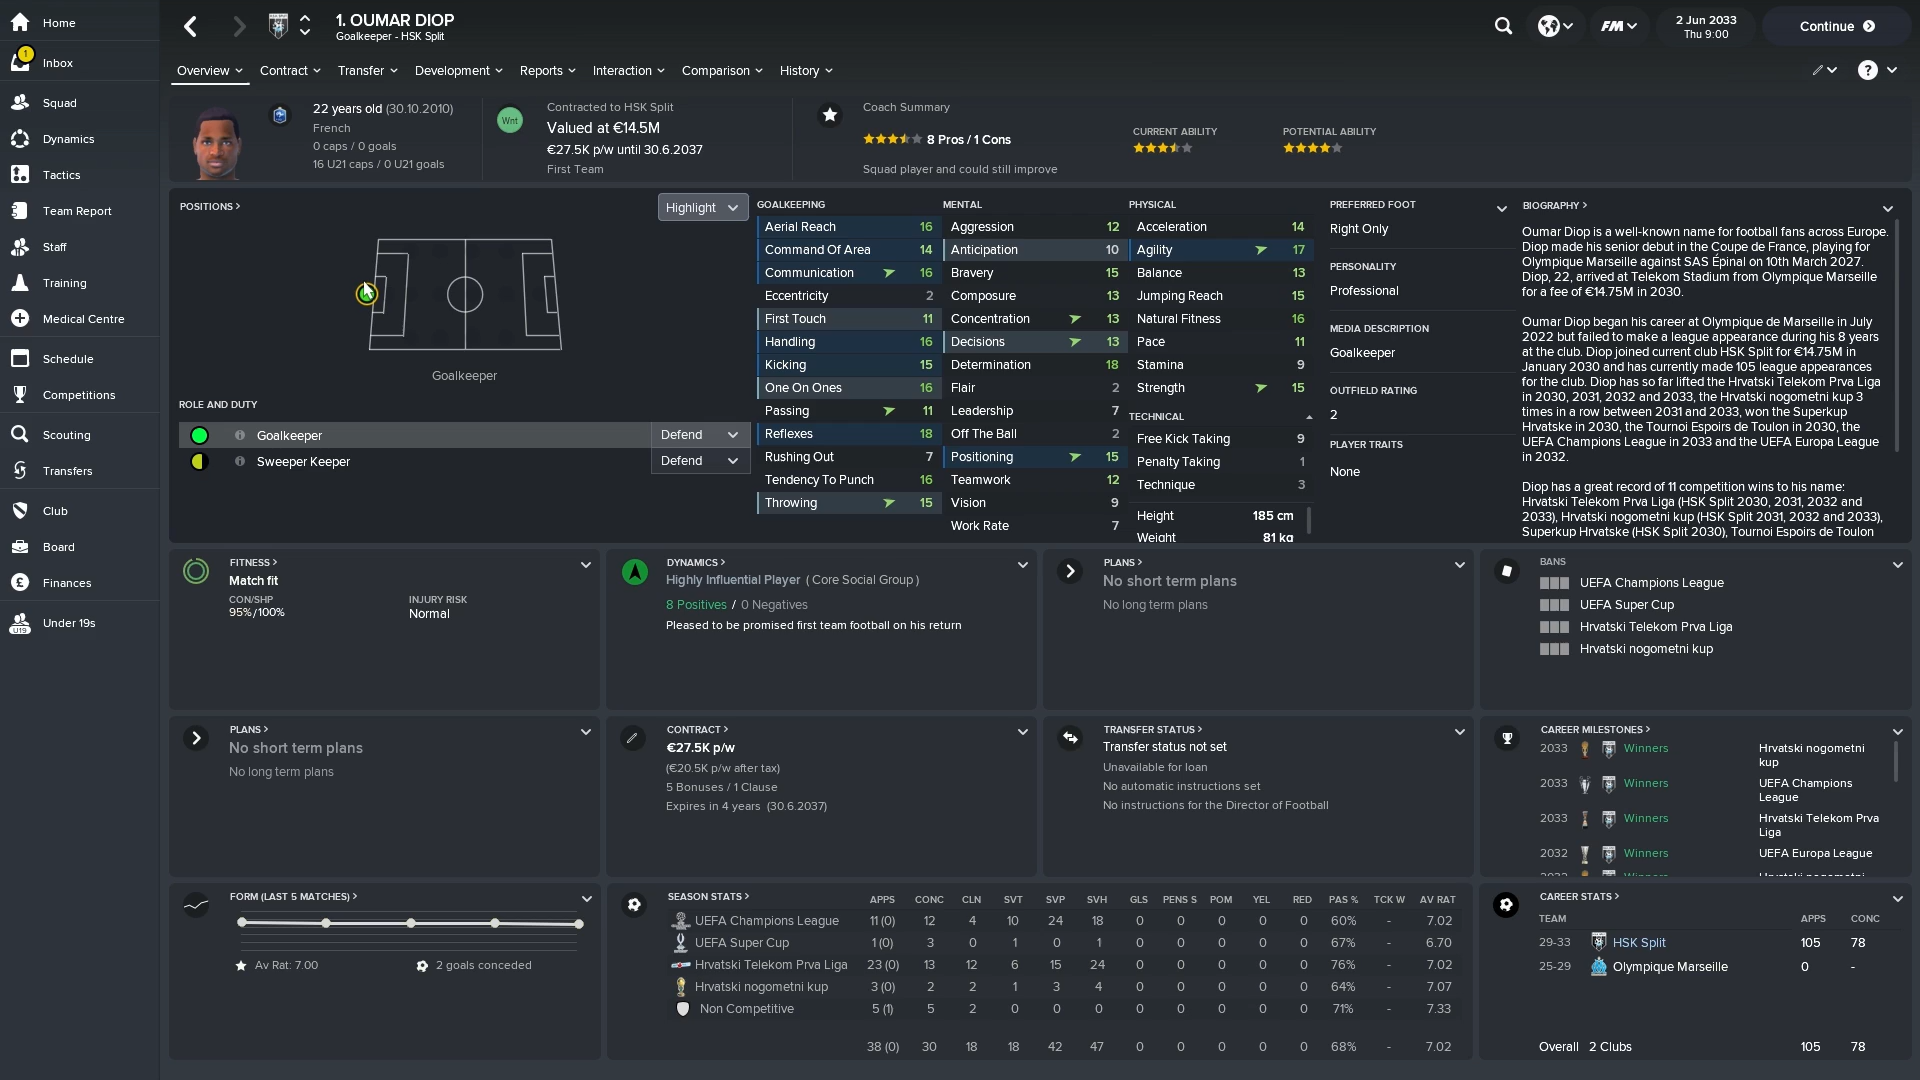 Home
1
Inbox
Squad
Dynamics
Tactics
Team Report
Staff
Training
Medical Centre
Schedule
Competitions
Scouting
Transfers
Club
Board
Finances
U19
Under 19s
1. OUMAR DIOP
Goalkeeper - HSK Split
FM
2 Jun 2033
Thu 9:00
Continue
Overview Contract Transfer Development Reports Interaction Comparison History
?
22 years old (30.10.2010)
French
0 caps / 0 goals
16 U21 caps / 0 U21 goals
Wnt
Contracted to HSK Split
Valued at €14.5M
€27.5K p/w until 30.6.2037
First Team
Coach Summary
8 Pros / 1 Cons
Squad player and could still improve
CURRENT ABILITY
POTENTIAL ABILITY
POSITIONS >
Highlight
Goalkeeper
ROLE AND DUTY
Goalkeeper Defend
Sweeper Keeper Defend
GOALKEEPING
Aerial Reach 16
Command Of Area 14
Communication 16
Eccentricity 2
First Touch 11
Handling 16
Kicking 15
One On Ones 16
Passing 11
Reflexes 18
Rushing Out 7
Tendency To Punch 16
Throwing 15
MENTAL
Aggression 12
Anticipation 10
Bravery 15
Composure 13
Concentration 13
Decisions 13
Determination 18
Flair 2
Leadership 7
Off The Ball 2
Positioning 15
Teamwork 12
Vision 9
Work Rate 7
PHYSICAL
Acceleration 14
Agility 17
Balance 13
Jumping Reach 15
Natural Fitness 16
Pace 11
Stamina 9
Strength 15
TECHNICAL
Free Kick Taking 9
Penalty Taking 1
Technique 3
Height 185 cm
Weight 81 kg
PREFERRED FOOT
Right Only
PERSONALITY
Professional
MEDIA DESCRIPTION
Goalkeeper
OUTFIELD RATING
2
PLAYER TRAITS
None
BIOGRAPHY >
Oumar Diop is a well-known name for football fans across Europe.
Diop made his senior debut in the Coupe de France, playing for
Olympique Marseille against SAS Épinal on 10th March 2027.
Diop, 22, arrived at Telekom Stadium from Olympique Marseille
for a fee of €14.75M in 2030.
Oumar Diop began his career at Olympique de Marseille in July
2022 but failed to make a league appearance during his 8 years
at the club. Diop joined current club HSK Split for €14.75M in
January 2030 and has currently made 105 league appearances
for the club. Diop has so far lifted the Hrvatski Telekom Prva Liga
in 2030, 2031, 2032 and 2033, the Hrvatski nogometni kup 3
times in a row between 2031 and 2033, won the Superkup
Hrvatske in 2030, the Tournoi Espoirs de Toulon in 2030, the
UEFA Champions League in 2033 and the UEFA Europa League
in 2032.
Diop has a great record of 11 competition wins to his name:
Hrvatski Telekom Prva Liga (HSK Split 2030, 2031, 2032 and
2033), Hrvatski nogometni kup (HSK Split 2031, 2032 and 2033),
Superkup Hrvatske (HSK Split 2030), Tournoi Espoirs de Toulon
FITNESS >
Match fit
CON/SHP
95%/100%
INJURY RISK
Normal
DYNAMICS >
Highly Influential Player ( Core Social Group )
8 Positives / 0 Negatives
Pleased to be promised first team football on his return
PLANS >
No short term plans
No long term plans
BANS
UEFA Champions League
UEFA Super Cup
Hrvatski Telekom Prva Liga
Hrvatski nogometni kup
PLANS >
No short term plans
No long term plans
CONTRACT >
€27.5K p/w
(€20.5K p/w after tax)
5 Bonuses / 1 Clause
Expires in 4 years (30.6.2037)
TRANSFER STATUS >
Transfer status not set
Unavailable for loan
No automatic instructions set
No instructions for the Director of Football
CAREER MILESTONES >
2033 Winners Hrvatski nogometni
kup
2033 Winners UEFA Champions
League
2033 Winners Hrvatski Telekom Prva
Liga
2032 Winners UEFA Europa League
FORM (LAST 5 MATCHES) >
Av Rat: 7.00 2 goals conceded
SEASON STATS > APPS CONC CLN SVT SVP SVH GLS PENS S POM YEL RED PAS % TCK W AV RAT
UEFA Champions League 11 (0) 12 4 10 24 18 0 0 0 0 0 60% - 7.02
UEFA Super Cup 1 (0) 3 0 1 0 1 0 0 0 0 0 67% - 6.70
Hrvatski Telekom Prva Liga 23 (0) 13 12 6 15 24 0 0 0 0 0 76% - 7.02
Hrvatski nogometni kup 3 (0) 2 2 1 3 4 0 0 0 0 0 64% - 7.07
Non Competitive 5 (1) 5 2 0 0 0 0 0 0 0 0 71% - 7.33
38 (0) 30 18 18 42 47 0 0 0 0 0 68% - 7.02
CAREER STATS >
TEAM APPS CONC
29-33 HSK Split 105 78
25-29 Olympique Marseille 0 -
Overall 2 Clubs 105 78